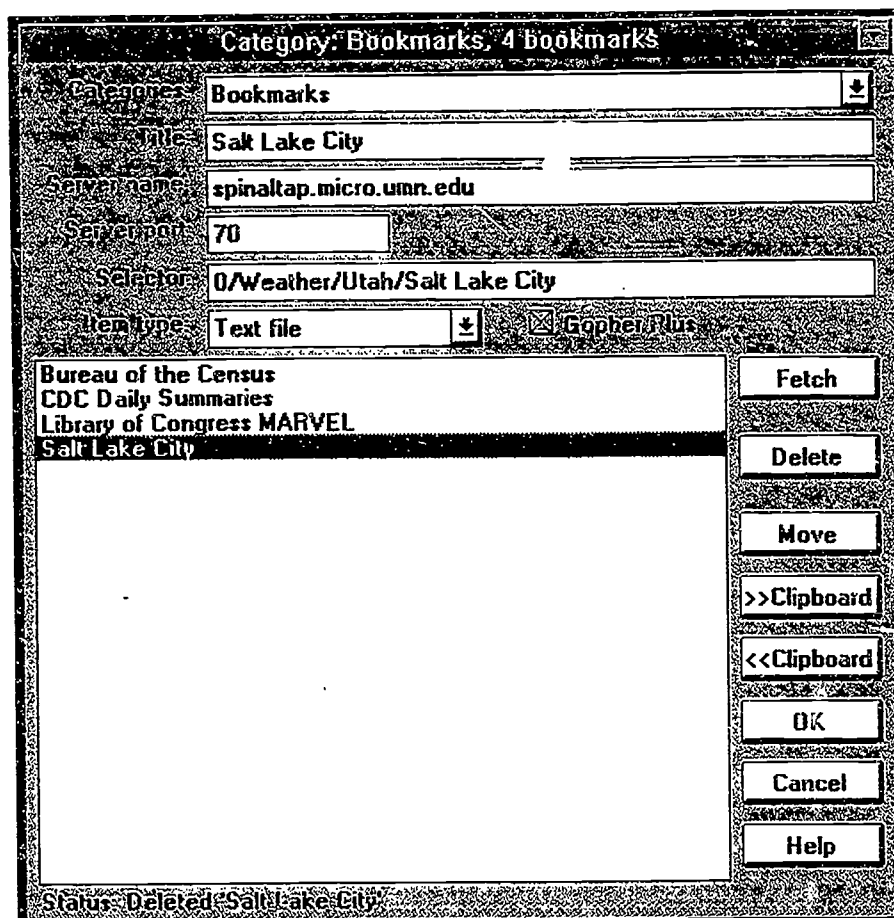 Category: Bookmarks, 4 bookmarks
Categories: Bookmarks
Title: Salt Lake City
Server name: spinaltap.micro.umn.edu
Server port: 70
Selector: 0/Weather/Utah/Salt Lake City
Item type: Text file Gopher Plus
Bureau of the Census
CDC Daily Summaries
Library of Congress MARVEL
Salt Lake City
Fetch
Delete
Move
>>Clipboard
<<Clipboard
OK
Cancel
Help
Status: Deleted 'Salt Lake City'